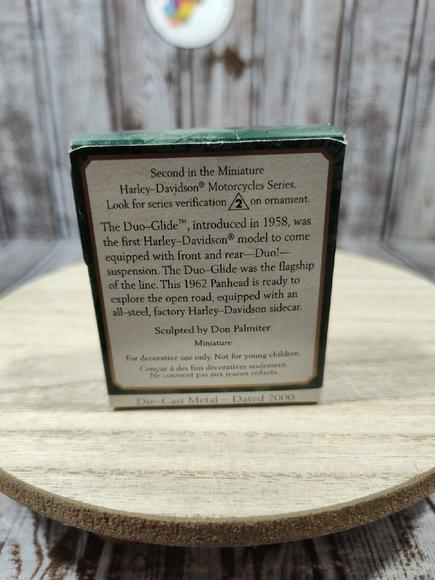 Second in the Miniature
Harley–Davidson® Motorcycles Series.
Look for series verification 2 on ornament.
The Duo–Glide™, introduced in 1958, was
the first Harley–Davidson® model to come
equipped with front and rear—Duo!—
suspension. The Duo–Glide was the flagship
of the line. This 1962 Panhead is ready to
explore the open road, equipped with an
all–steel, factory Harley–Davidson sidecar.
Sculpted by Don Palmiter
Miniature
For decorative use only. Not for young children.
Conçue à des fins décoratives seulement.
Ne convient pas aux jeunes enfants.
Die–Cast Metal – Dated 2000